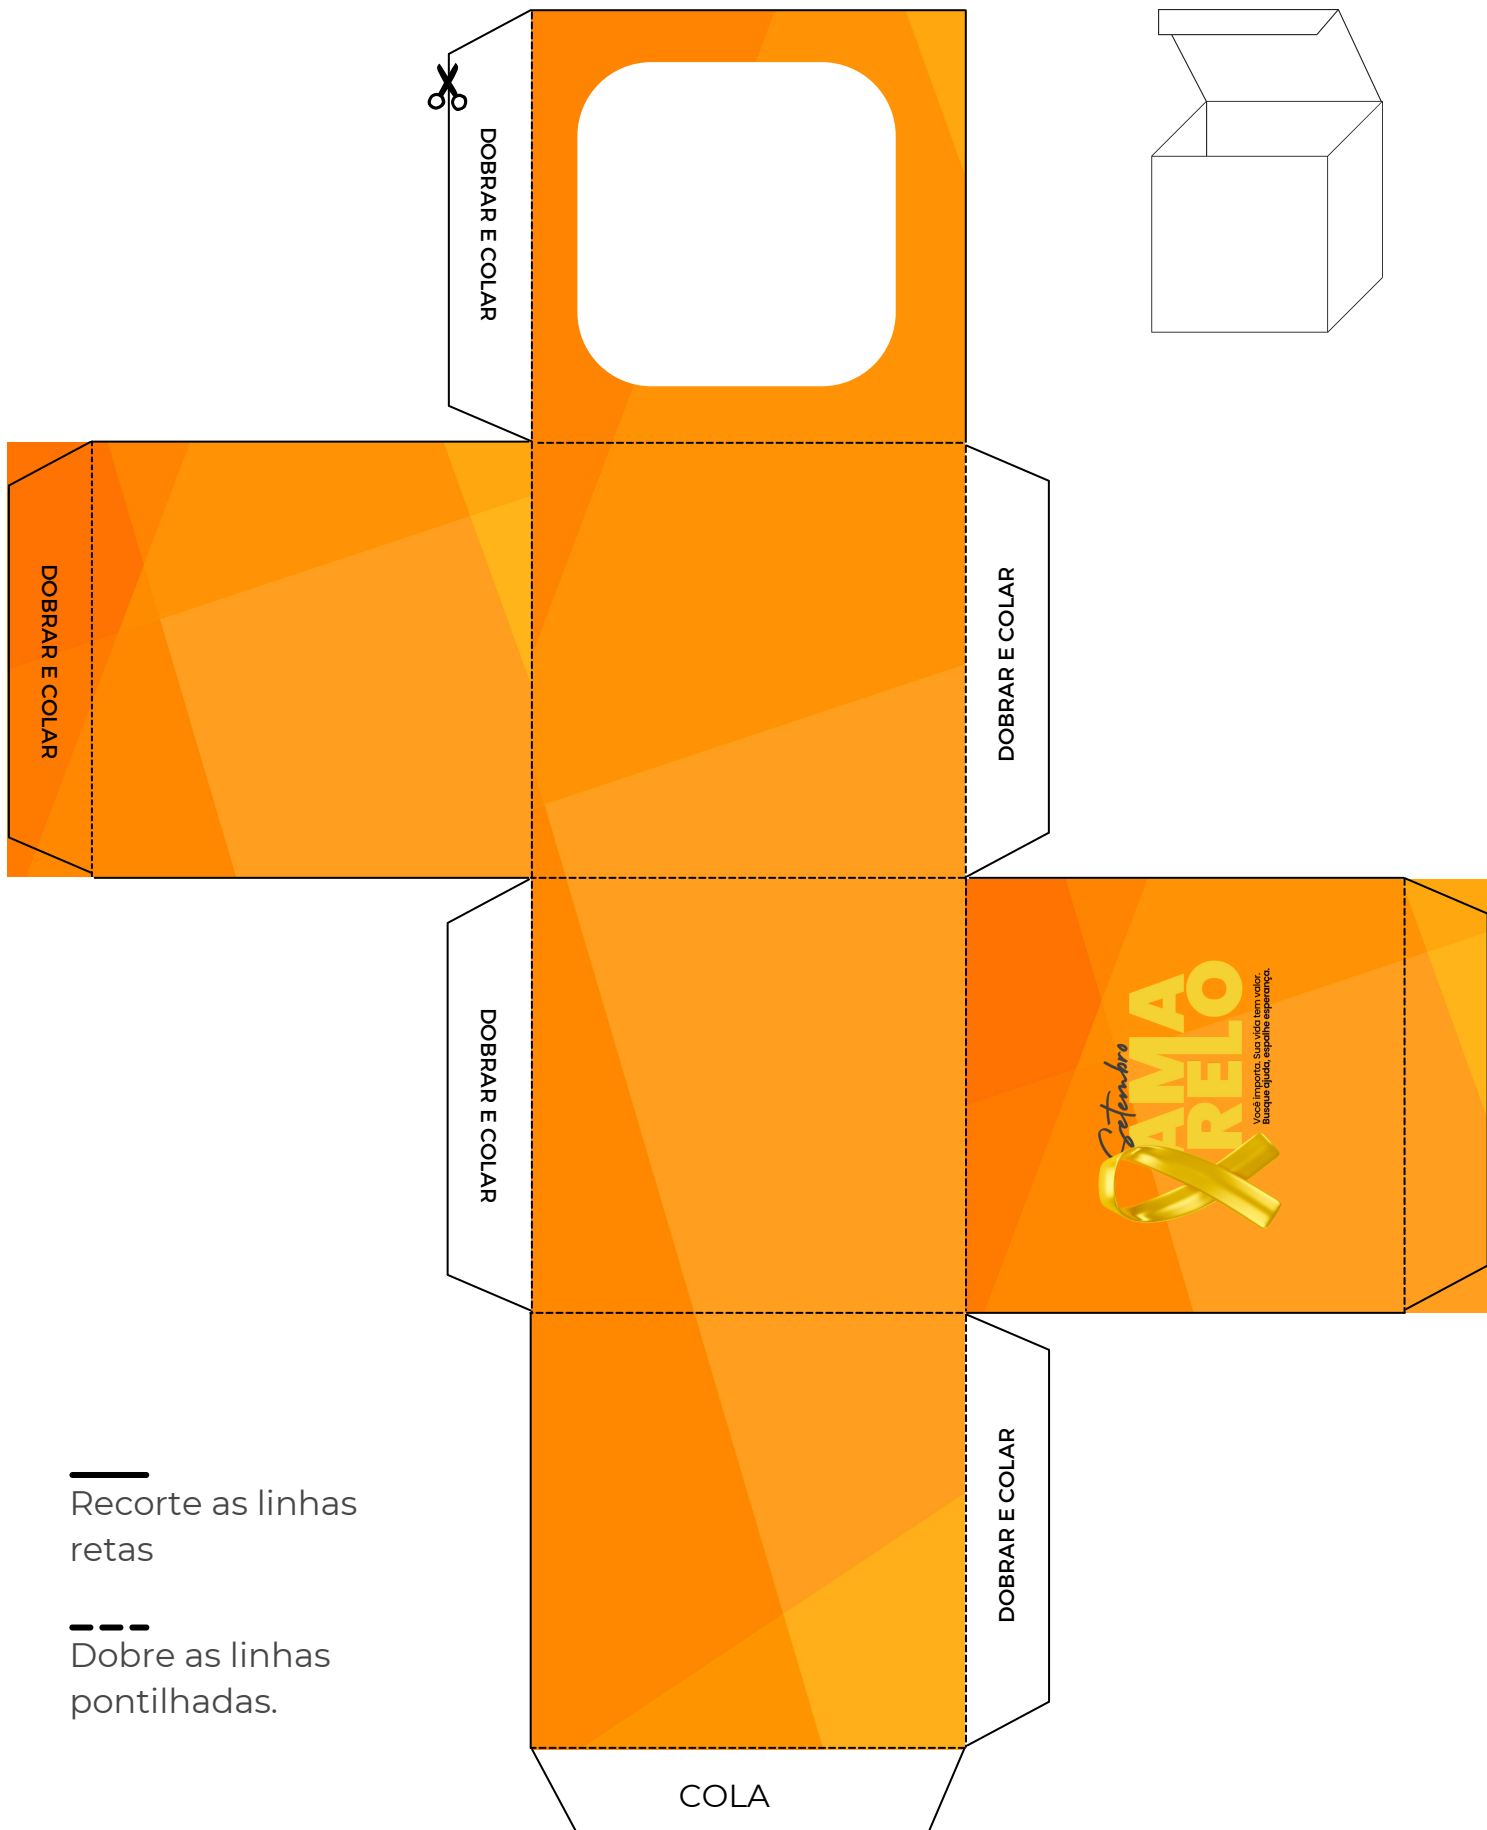 DOBRAR E COLAR
DOBRAR E COLAR
DOBRAR E COLAR
DOBRAR E COLAR
Setembro
AMA
RELO
Você importa. Sua vida tem valor.
Busque ajuda, espalhe esperança.
DOBRAR E COLAR
Recorte as linhas
retas
Dobre as linhas
pontilhadas.
COLA